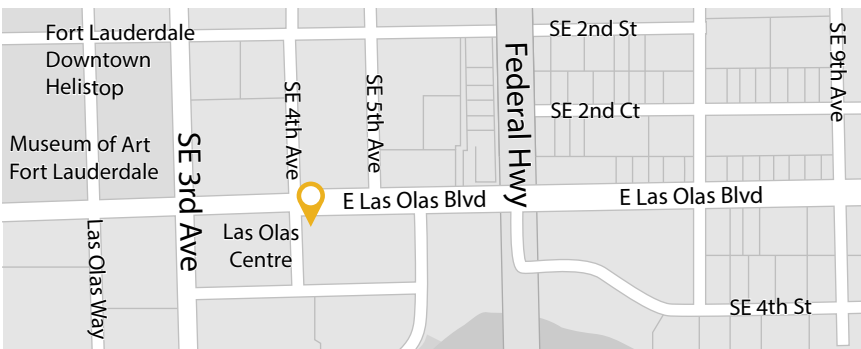 Fort Lauderdale
Downtown
Helistop
SE 2nd St
SE 9th Ave
Federal Hwy
SE 4th Ave
SE 5th Ave
SE 2nd Ct
Museum of Art
Fort Lauderdale
SE 3rd Ave
E Las Olas Blvd
E Las Olas Blvd
Las Olas Way
Las Olas
Centre
SE 4th St